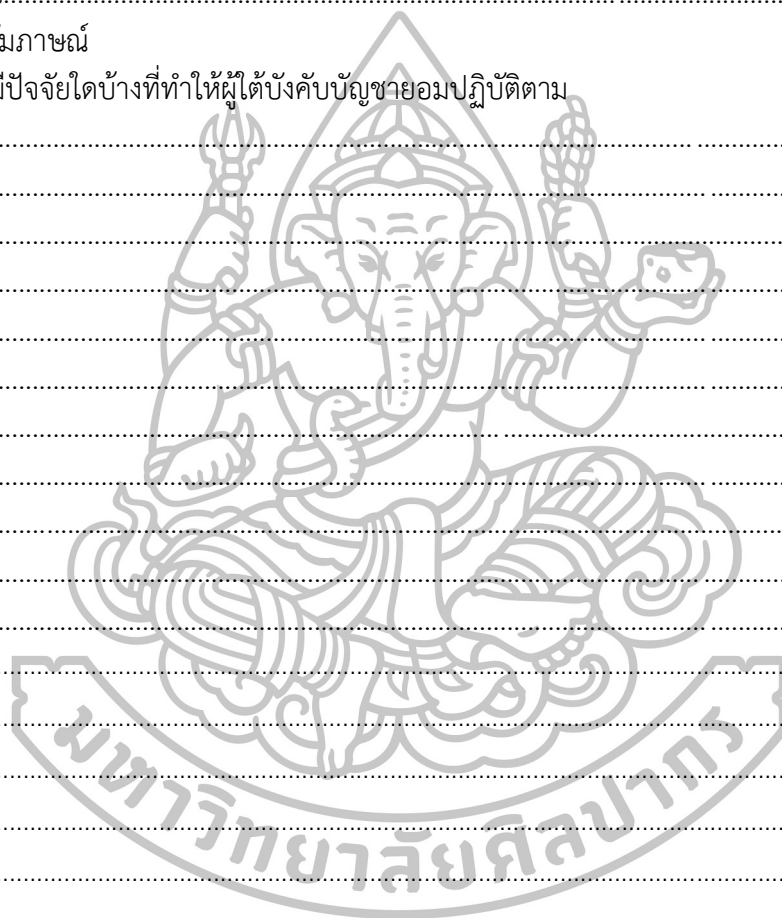 มภาษณ์
ปัจจัยใดบ้างที่ทำให้ผู้ใต้บังคับบัญชายอมปฏิบัติตาม
มหาวิทยาลัยศิลปากร